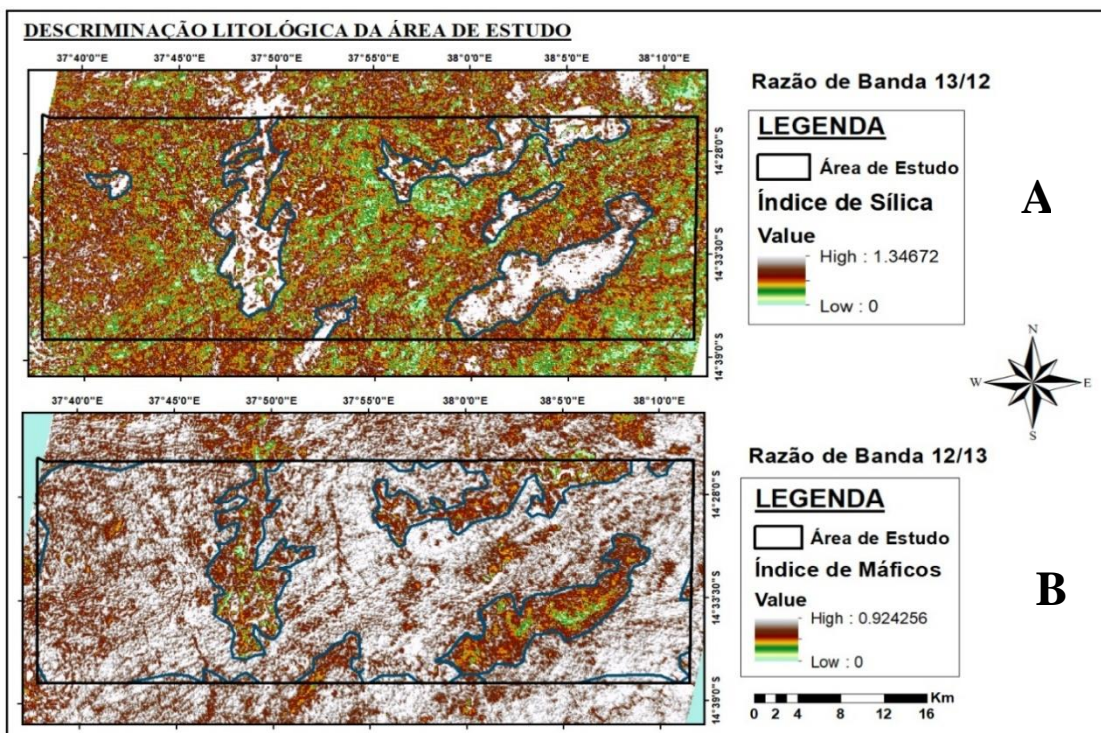 DESCRIMINAÇÃO LITOLÓGICA DA ÁREA DE ESTUDO
37°40'0"E 37°45'0"E 37°50'0"E 37°55'0"E 38°0'0"E 38°5'0"E 38°10'0"E
14°28'0"S
14°33'30"S
14°39'0"S
Razão de Banda 13/12
LEGENDA
Área de Estudo
Índice de Sílica
Value
High : 1.34672
Low : 0
A
N
W E
S
37°40'0"E 37°45'0"E 37°50'0"E 37°55'0"E 38°0'0"E 38°5'0"E 38°10'0"E
14°28'0"S
14°33'30"S
14°39'0"S
Razão de Banda 12/13
LEGENDA
Área de Estudo
Índice de Máficos
Value
High : 0.924256
Low : 0
B
Km
0 2 4 8 12 16